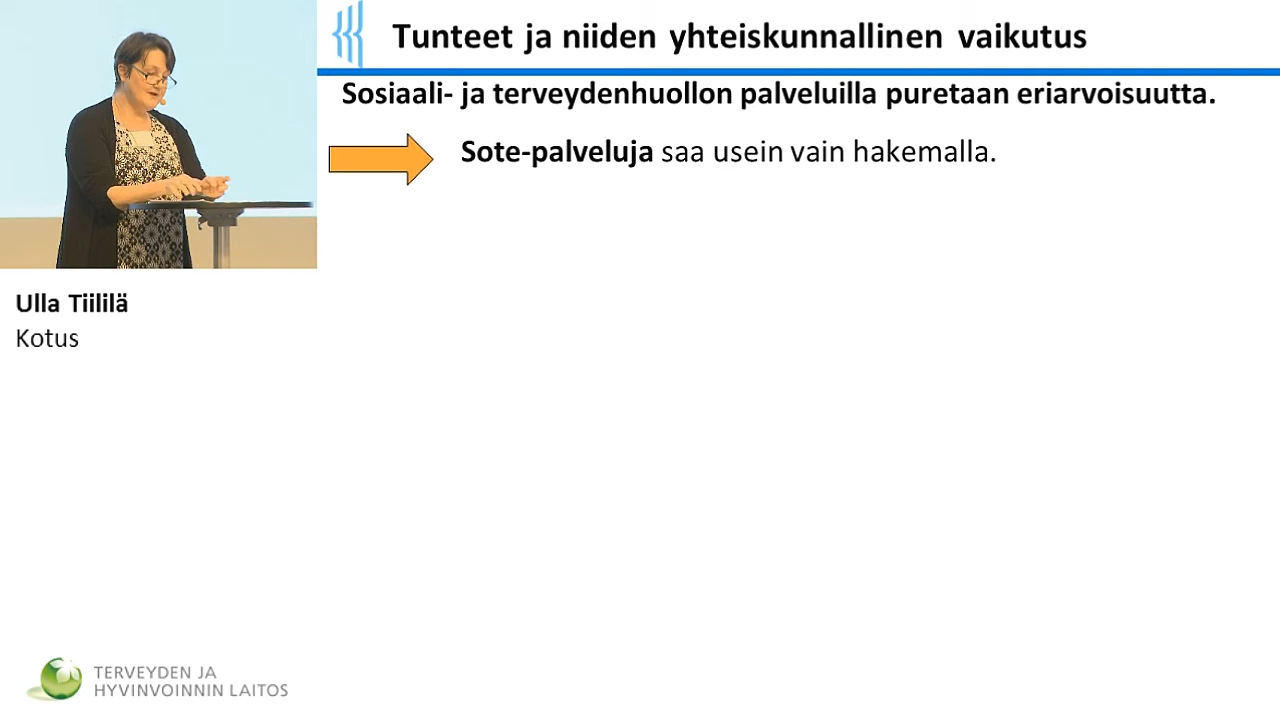 Tunteet ja niiden yhteiskunnallinen vaikutus
Sosiaali- ja terveydenhuollon palveluilla puretaan eriarvoisuutta.
Sote-palveluja saa usein vain hakemalla.
Ulla Tiililä
Kotus
TERVEYDEN JA
HYVINVOINNIN LAITOS